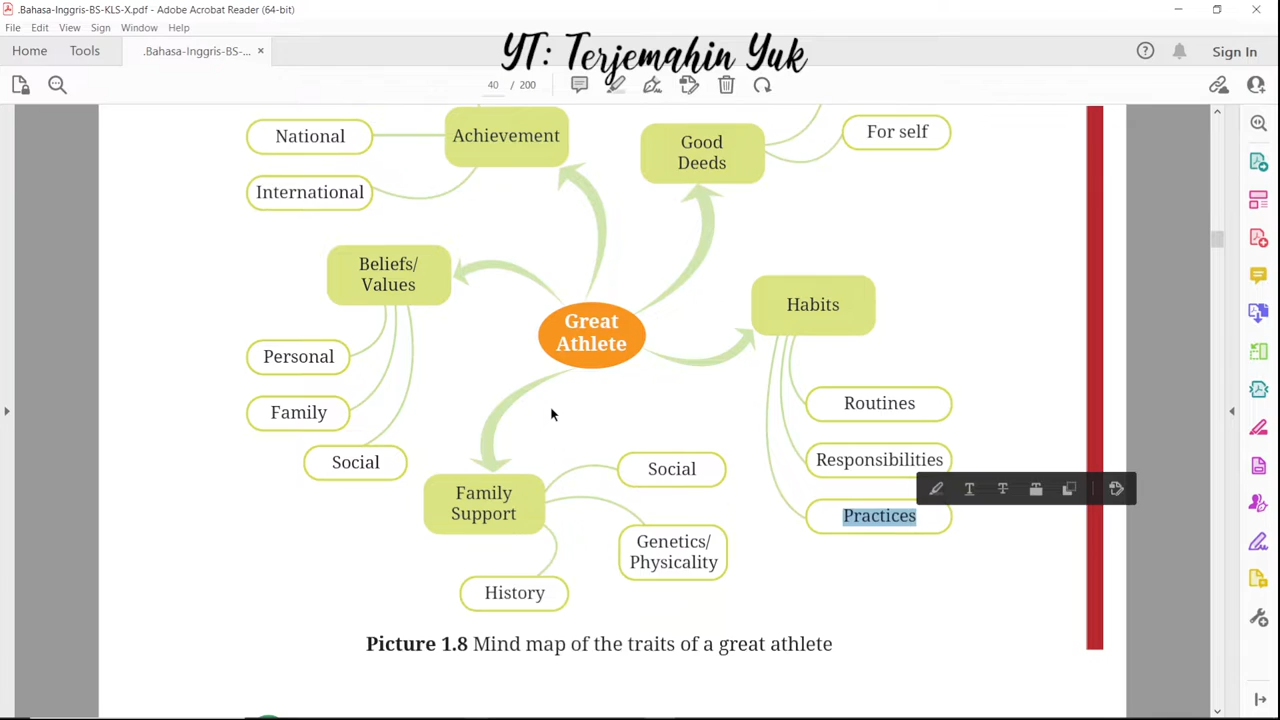 .Bahasa-Inggris-BS-KLS-X.pdf - Adobe Acrobat Reader (64-bit)
File Edit View Sign Window Help
Home Tools .Bahasa-Inggris-BS-... × Sign In
YT: Terjemahin Yuk
40 / 200
National
International
Achievement
Good
Deeds
For self
Beliefs/
Values
Personal
Family
Social
Great
Athlete
Habits
Routines
Responsibilities
Practices
Family
Support
Social
Genetics/
Physicality
History
Picture 1.8 Mind map of the traits of a great athlete